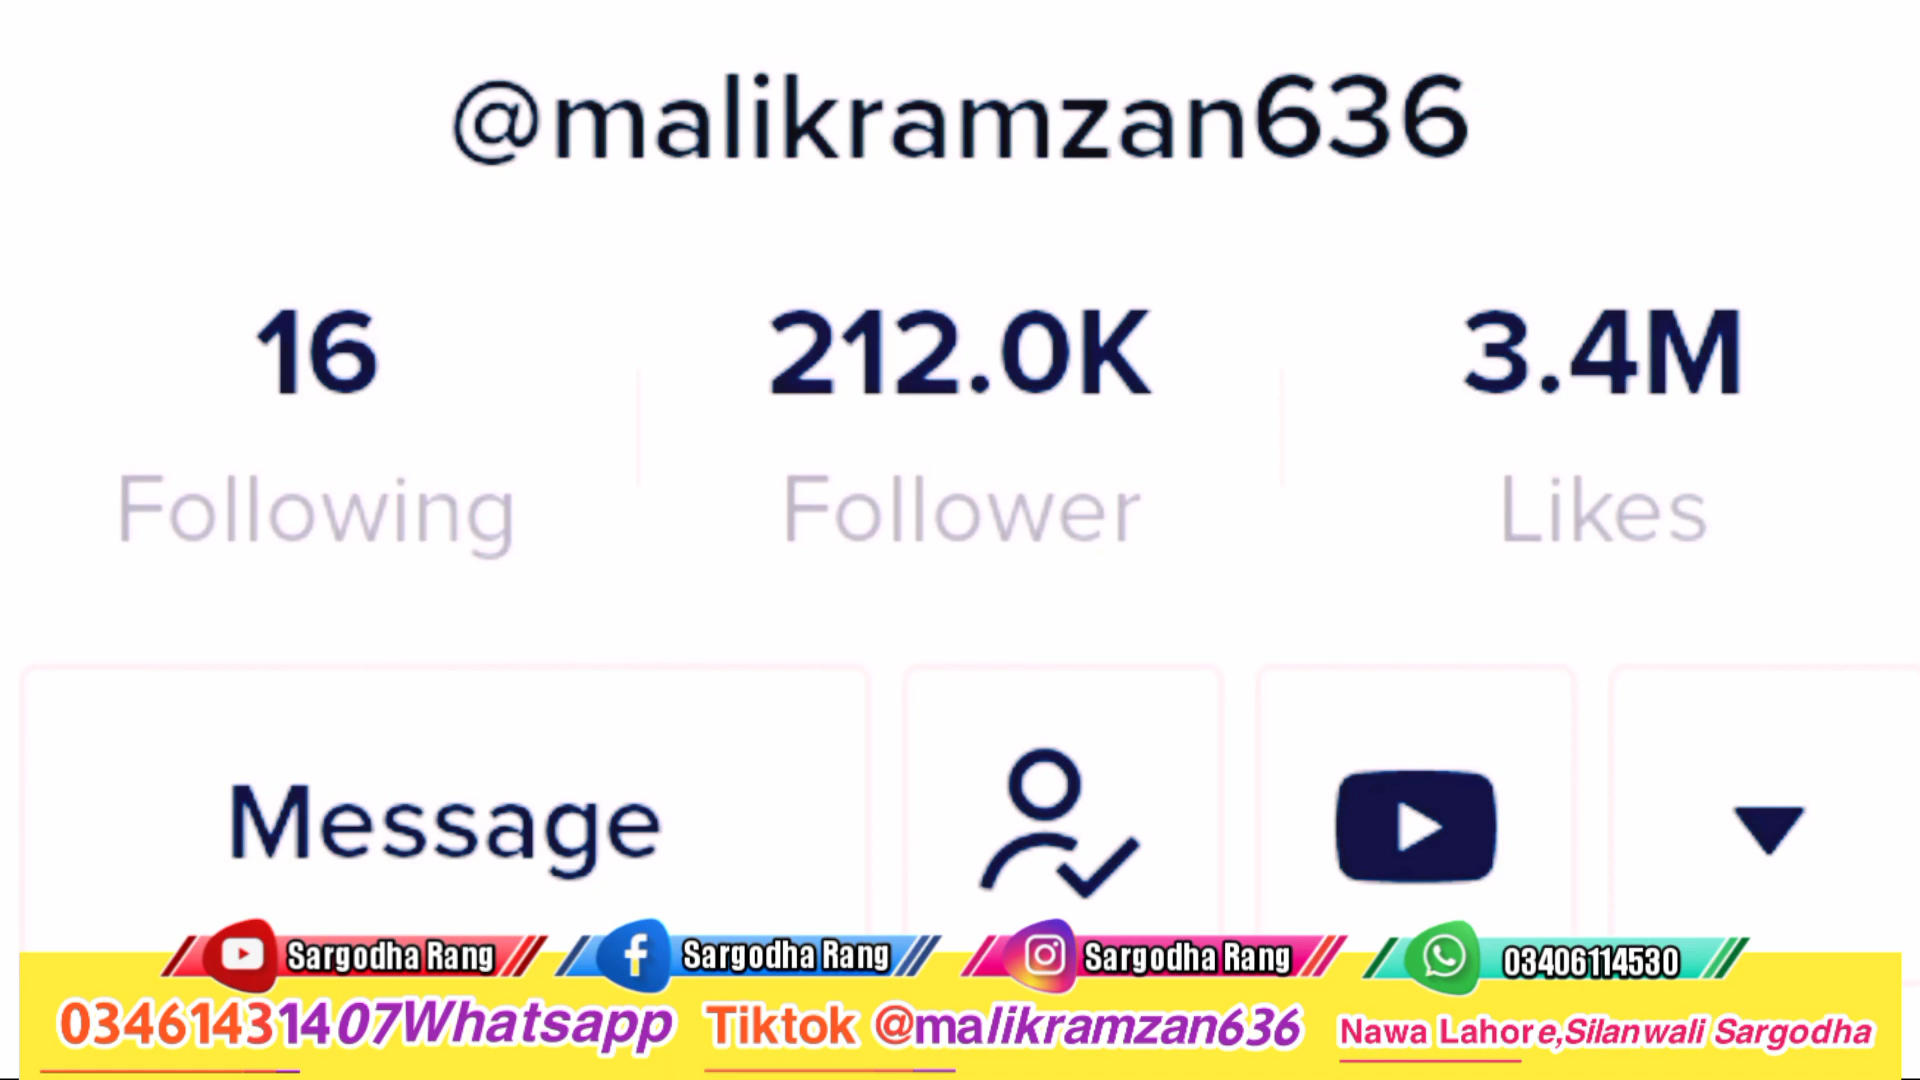 @malikramzan636
16 212.0K 3.4M
Following Follower Likes
Message
Sargodha Rang Sargodha Rang Sargodha Rang 03406114530
03461431407Whatsapp Tiktok @malikramzan636 Nawa Lahore,Silanwali Sargodha